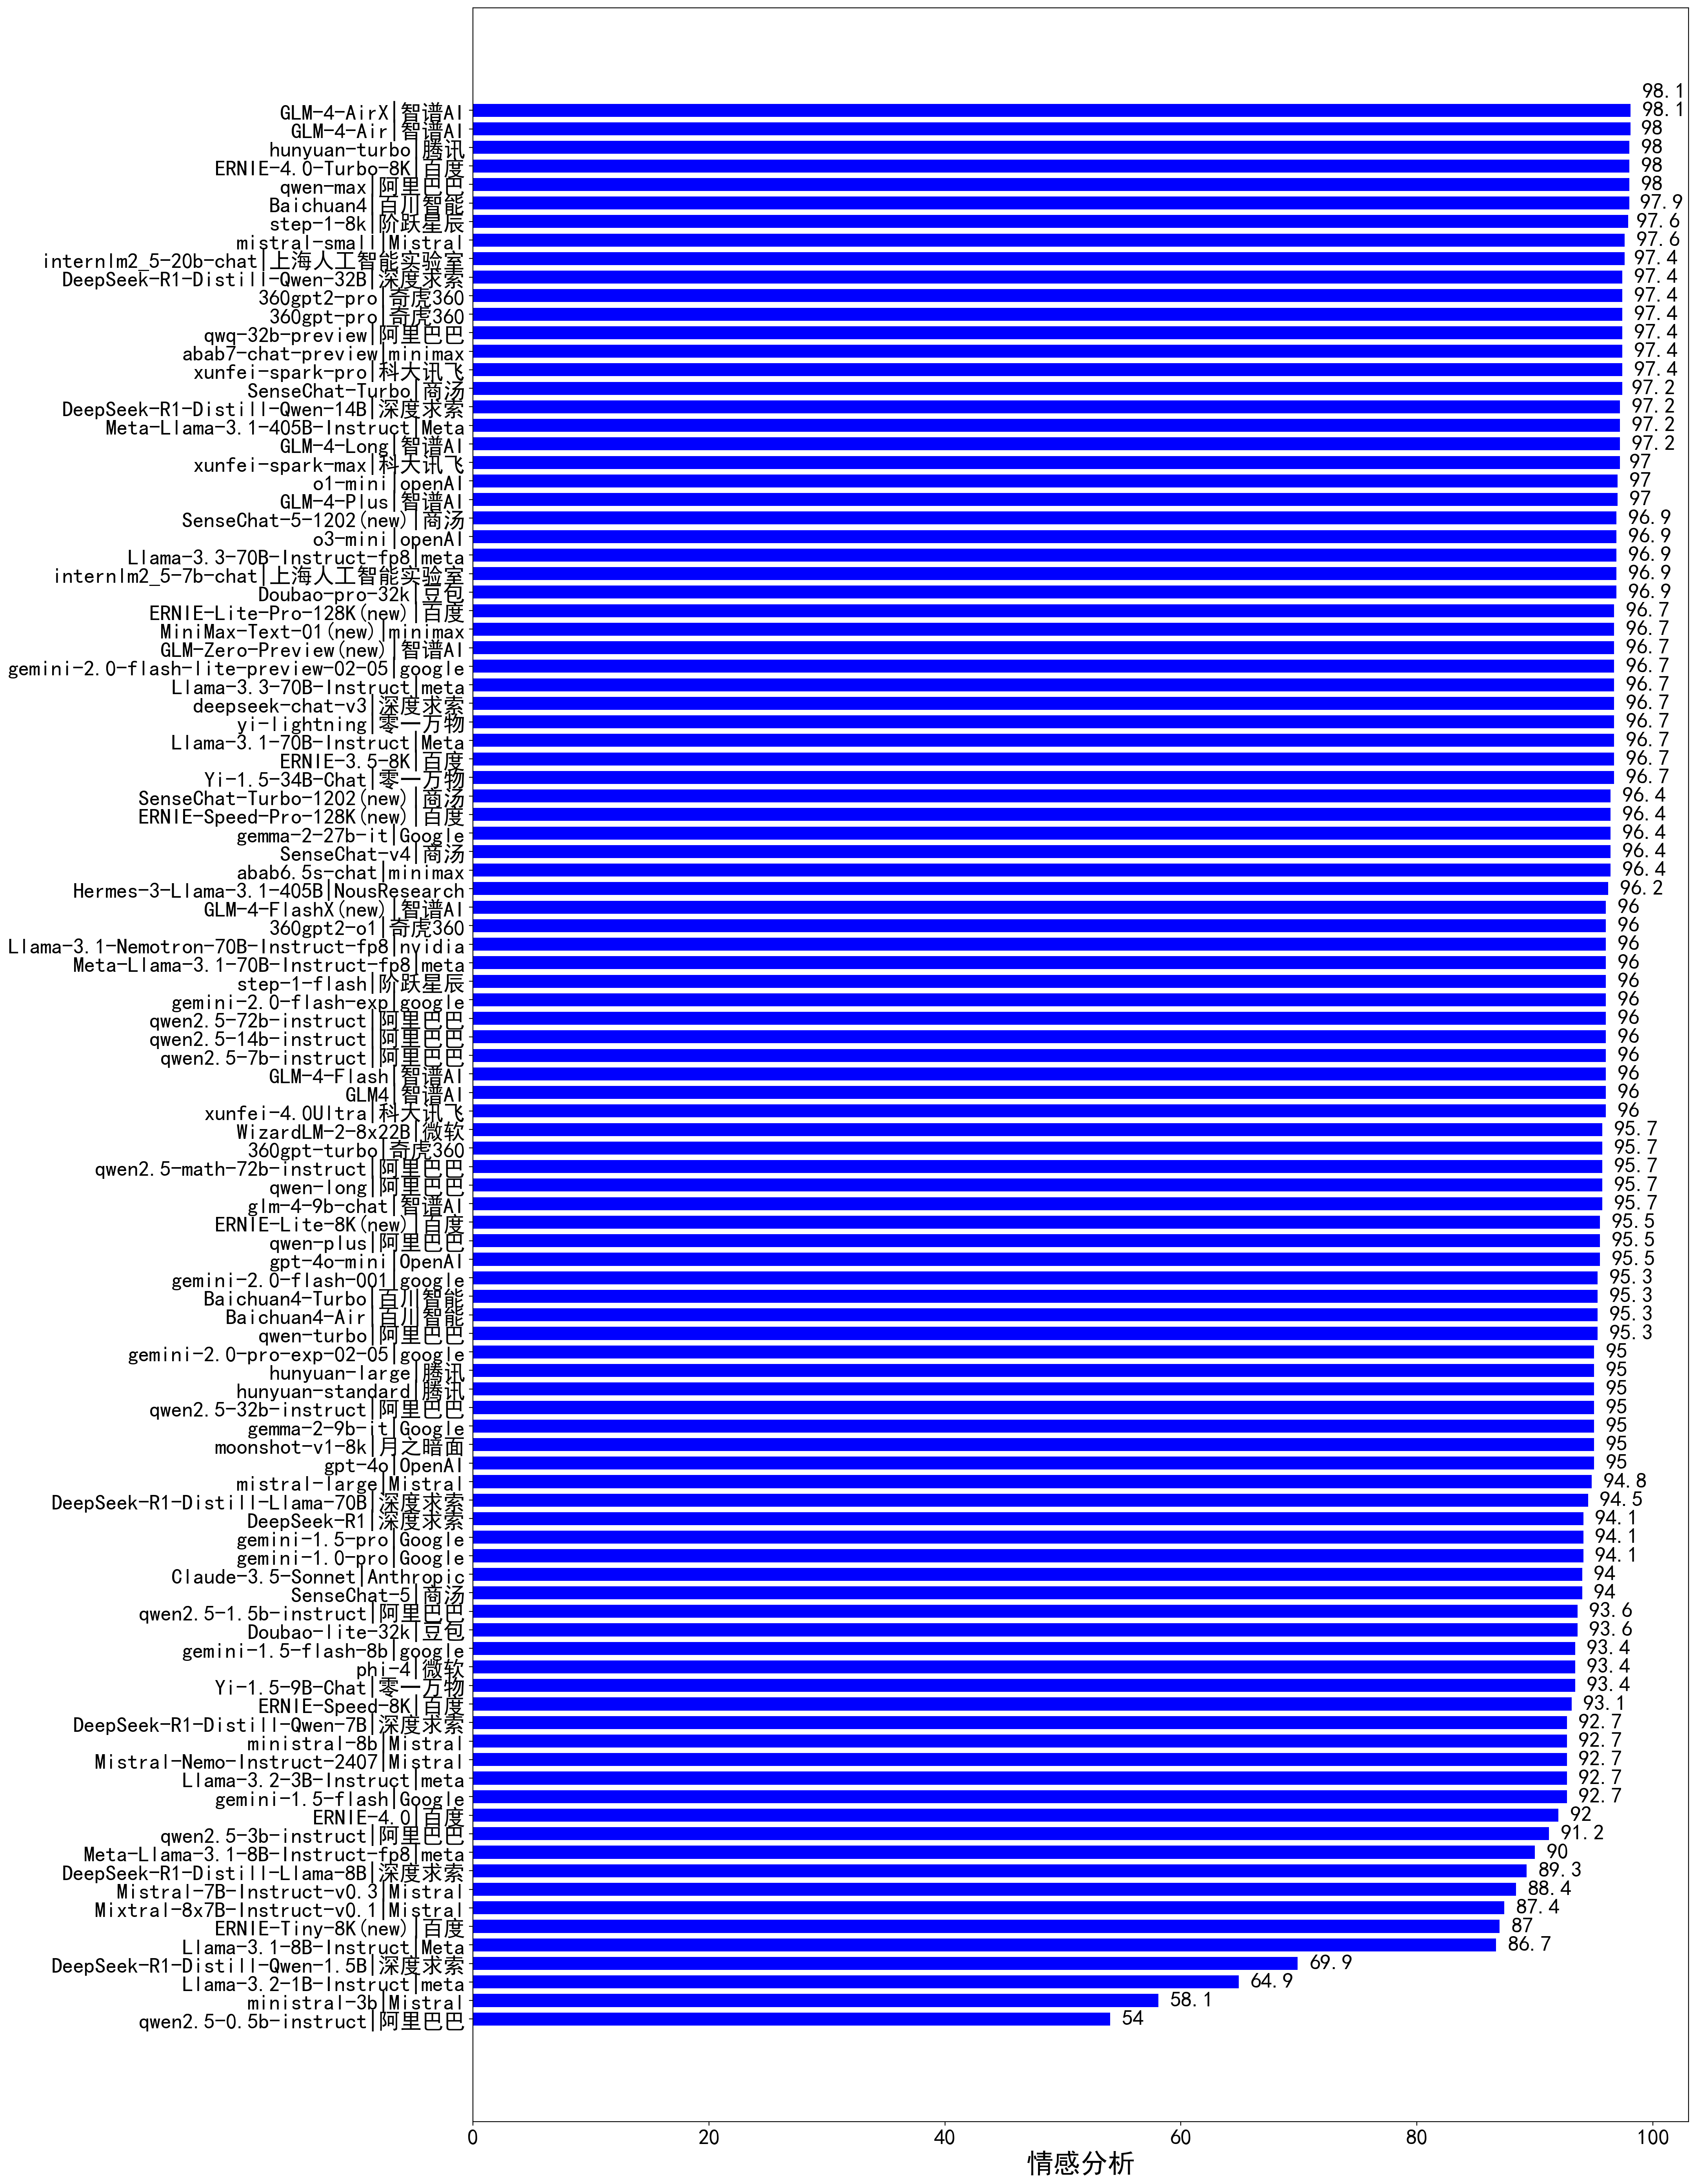 98.1
GLM-4-AirX|智谱AI 98.1
GLM-4-Air|智谱AI 98
hunyuan-turbo|腾讯 98
ERNIE-4.0-Turbo-8K|百度 98
qwen-max|阿里巴巴 98
Baichuan4|百川智能 97.9
step-1-8k|阶跃星辰 97.6
mistral-small|Mistral 97.6
internlm2_5-20b-chat|上海人工智能实验室 97.4
DeepSeek-R1-Distill-Qwen-32B|深度求索 97.4
360gpt2-pro|奇虎360 97.4
360gpt-pro|奇虎360 97.4
qwq-32b-preview|阿里巴巴 97.4
abab7-chat-preview|minimax 97.4
xunfei-spark-pro|科大讯飞 97.4
SenseChat-Turbo|商汤 97.2
DeepSeek-R1-Distill-Qwen-14B|深度求索 97.2
Meta-Llama-3.1-405B-Instruct|Meta 97.2
GLM-4-Long|智谱AI 97.2
xunfei-spark-max|科大讯飞 97
o1-mini|openAI 97
GLM-4-Plus|智谱AI 97
SenseChat-5-1202(new)|商汤 96.9
o3-mini|openAI 96.9
Llama-3.3-70B-Instruct-fp8|meta 96.9
internlm2_5-7b-chat|上海人工智能实验室 96.9
Doubao-pro-32k|豆包 96.9
ERNIE-Lite-Pro-128K(new)|百度 96.7
MiniMax-Text-01(new)|minimax 96.7
GLM-Zero-Preview(new)|智谱AI 96.7
gemini-2.0-flash-lite-preview-02-05|google 96.7
Llama-3.3-70B-Instruct|meta 96.7
deepseek-chat-v3|深度求索 96.7
yi-lightning|零一万物 96.7
Llama-3.1-70B-Instruct|Meta 96.7
ERNIE-3.5-8K|百度 96.7
Yi-1.5-34B-Chat|零一万物 96.7
SenseChat-Turbo-1202(new)|商汤 96.4
ERNIE-Speed-Pro-128K(new)|百度 96.4
gemma-2-27b-it|Google 96.4
SenseChat-v4|商汤 96.4
abab6.5s-chat|minimax 96.4
Hermes-3-Llama-3.1-405B|NousResearch 96.2
GLM-4-FlashX(new)|智谱AI 96
360gpt2-o1|奇虎360 96
Llama-3.1-Nemotron-70B-Instruct-fp8|nvidia 96
Meta-Llama-3.1-70B-Instruct-fp8|meta 96
step-1-flash|阶跃星辰 96
gemini-2.0-flash-exp|google 96
qwen2.5-72b-instruct|阿里巴巴 96
qwen2.5-14b-instruct|阿里巴巴 96
qwen2.5-7b-instruct|阿里巴巴 96
GLM-4-Flash|智谱AI 96
GLM4|智谱AI 96
xunfei-4.0Ultra|科大讯飞 96
WizardLM-2-8x22B|微软 95.7
360gpt-turbo|奇虎360 95.7
qwen2.5-math-72b-instruct|阿里巴巴 95.7
qwen-long|阿里巴巴 95.7
glm-4-9b-chat|智谱AI 95.7
ERNIE-Lite-8K(new)|百度 95.5
qwen-plus|阿里巴巴 95.5
gpt-4o-mini|OpenAI 95.5
gemini-2.0-flash-001|google 95.3
Baichuan4-Turbo|百川智能 95.3
Baichuan4-Air|百川智能 95.3
qwen-turbo|阿里巴巴 95.3
gemini-2.0-pro-exp-02-05|google 95
hunyuan-large|腾讯 95
hunyuan-standard|腾讯 95
qwen2.5-32b-instruct|阿里巴巴 95
gemma-2-9b-it|Google 95
moonshot-v1-8k|月之暗面 95
gpt-4o|OpenAI 95
mistral-large|Mistral 94.8
DeepSeek-R1-Distill-Llama-70B|深度求索 94.5
DeepSeek-R1|深度求索 94.1
gemini-1.5-pro|Google 94.1
gemini-1.0-pro|Google 94.1
Claude-3.5-Sonnet|Anthropic 94
SenseChat-5|商汤 94
qwen2.5-1.5b-instruct|阿里巴巴 93.6
Doubao-lite-32k|豆包 93.6
gemini-1.5-flash-8b|google 93.4
phi-4|微软 93.4
Yi-1.5-9B-Chat|零一万物 93.4
ERNIE-Speed-8K|百度 93.1
DeepSeek-R1-Distill-Qwen-7B|深度求索 92.7
ministral-8b|Mistral 92.7
Mistral-Nemo-Instruct-2407|Mistral 92.7
Llama-3.2-3B-Instruct|meta 92.7
gemini-1.5-flash|Google 92.7
ERNIE-4.0|百度 92
qwen2.5-3b-instruct|阿里巴巴 91.2
Meta-Llama-3.1-8B-Instruct-fp8|meta 90
DeepSeek-R1-Distill-Llama-8B|深度求索 89.3
Mistral-7B-Instruct-v0.3|Mistral 88.4
Mixtral-8x7B-Instruct-v0.1|Mistral 87.4
ERNIE-Tiny-8K(new)|百度 87
Llama-3.1-8B-Instruct|Meta 86.7
DeepSeek-R1-Distill-Qwen-1.5B|深度求索 69.9
Llama-3.2-1B-Instruct|meta 64.9
ministral-3b|Mistral 58.1
qwen2.5-0.5b-instruct|阿里巴巴 54
0 20 40 60 80 100
情感分析